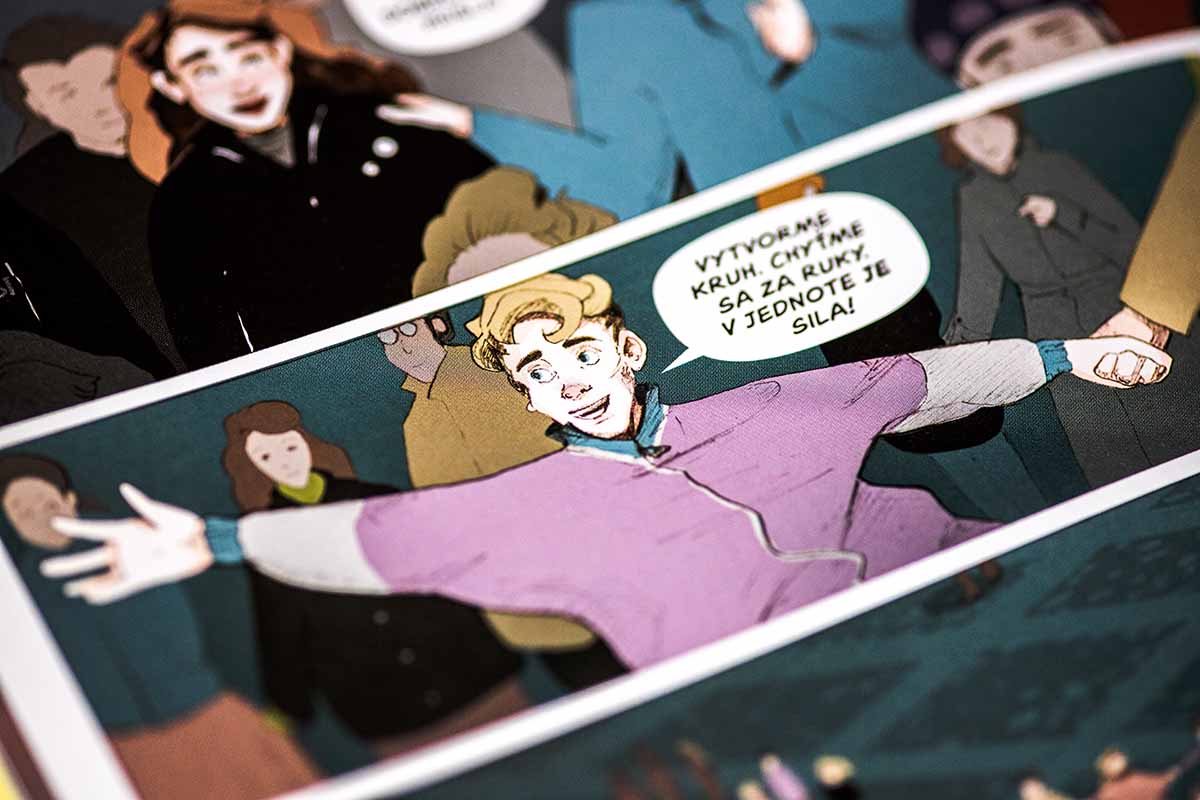 VYTVORME
KRUH. CHYŤME
SA ZA RUKY.
V JEDNOTE JE
SILA!